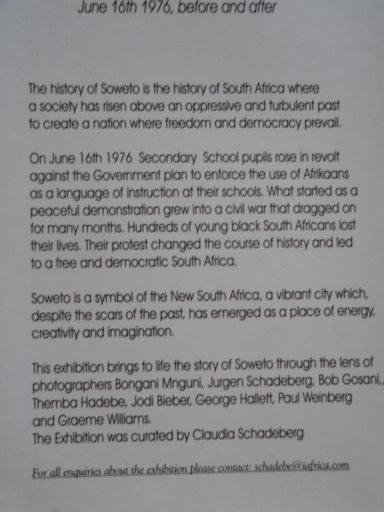 June 16th 1976, before and after
The history of Soweto is the history of South Africa where
a society has risen above an oppressive and turbulent past
to create a nation where freedom and democracy prevail.
On June 16th 1976 Secondary School pupils rose in revolt
against the Government plan to enforce the use of Afrikaans
as a language of instruction at their schools. What started as a
peaceful demonstration grew into a civil war that dragged on
for many months. Hundreds of young black South Africans lost
their lives. Their protest changed the course of history and led
to a free and democratic South Africa.
Soweto is a symbol of the New South Africa, a vibrant city which,
despite the scars of the past, has emerged as a place of energy,
creativity and imagination.
This exhibition brings to life the story of Soweto through the lens of
photographers Bongani Mnguni, Jurgen Schadeberg, Bob Gosani,
Themba Hadebe, Jodi Bieber, George Hallett, Paul Weinberg
and Graeme Williams.
The Exhibition was curated by Claudia Schadeberg
For all enquiries about the exhibition please contact: schadebe@iafrica.com